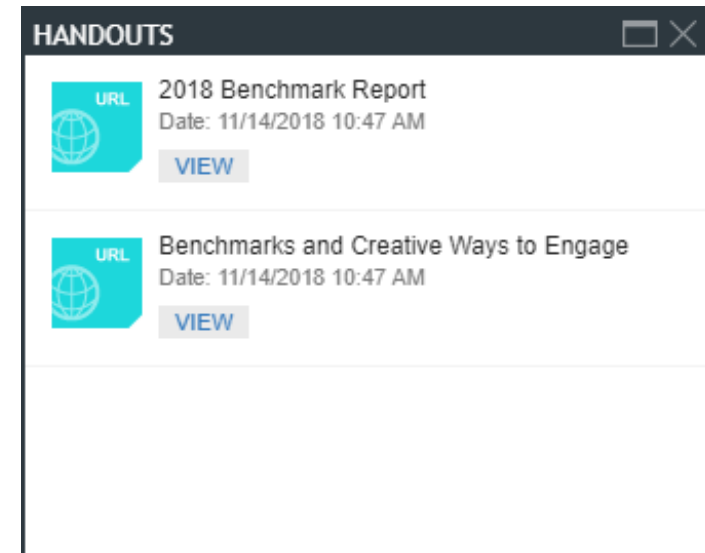 HANDOUTS
URL
2018 Benchmark Report
Date: 11/14/2018 10:47 AM
VIEW
URL
Benchmarks and Creative Ways to Engage
Date: 11/14/2018 10:47 AM
VIEW